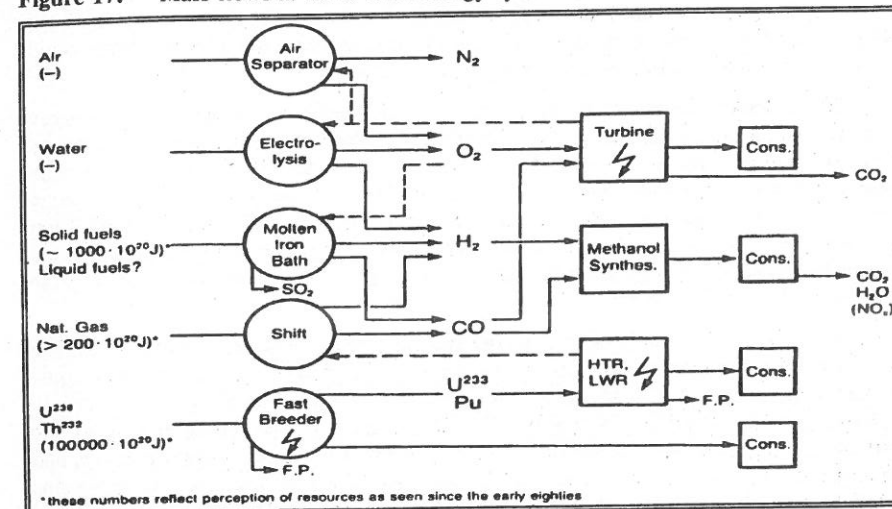 Figure 17.
Air
(–)
Air
Separator
N₂
Water
(–)
Electro-
lysis
O₂
Turbine
Cons.
CO₂
Solid fuels
(~ 1000 · 10²⁰J)*
Liquid fuels?
Molten
Iron
Bath
SO₂
H₂
Methanol
Synthes.
Cons.
CO₂
H₂O
(NOₓ)
Nat. Gas
(> 200 · 10²⁰J)*
Shift
CO
HTR,
LWR
Cons.
F.P.
U²³⁸
Th²³²
(100000 · 10²⁰J)*
Fast
Breeder
F.P.
U²³³
Pu
Cons.
*these numbers reflect perception of resources as seen since the early eighties